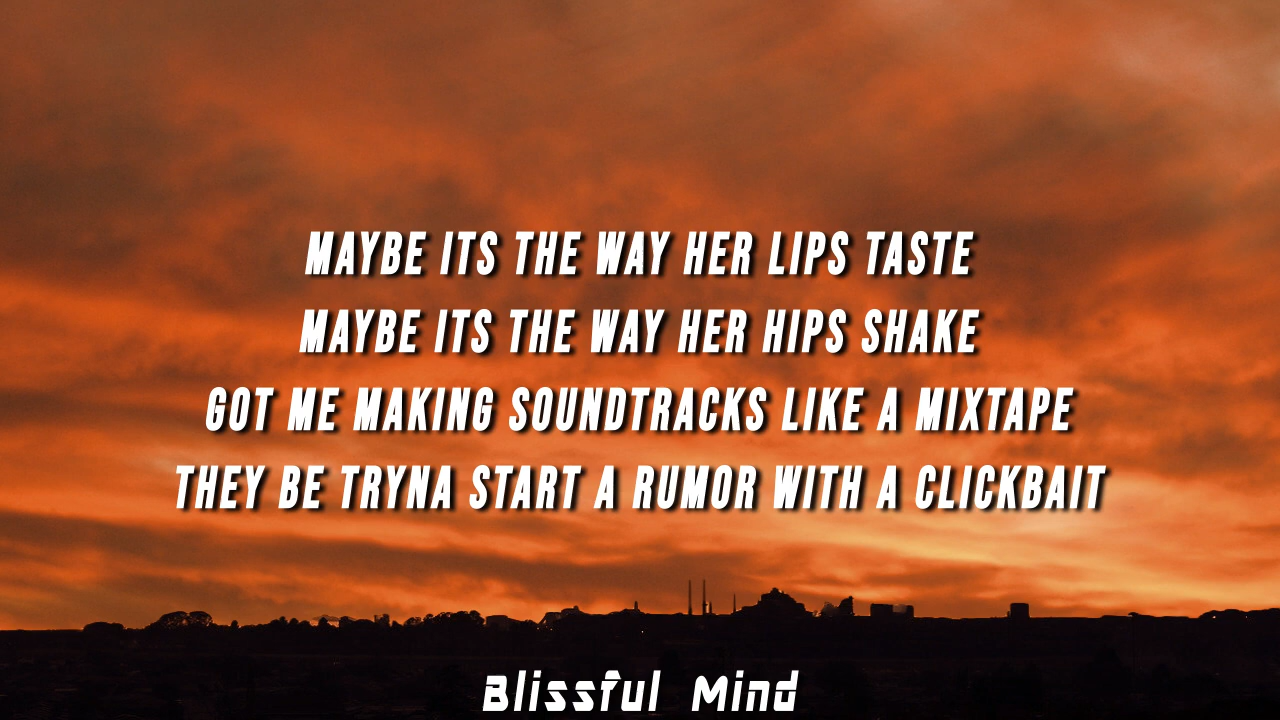 MAYBE ITS THE WAY HER LIPS TASTE
MAYBE ITS THE WAY HER HIPS SHAKE
GOT ME MAKING SOUNDTRACKS LIKE A MIXTAPE
THEY BE TRYNA START A RUMOR WITH A CLICKBAIT
Blissful Mind